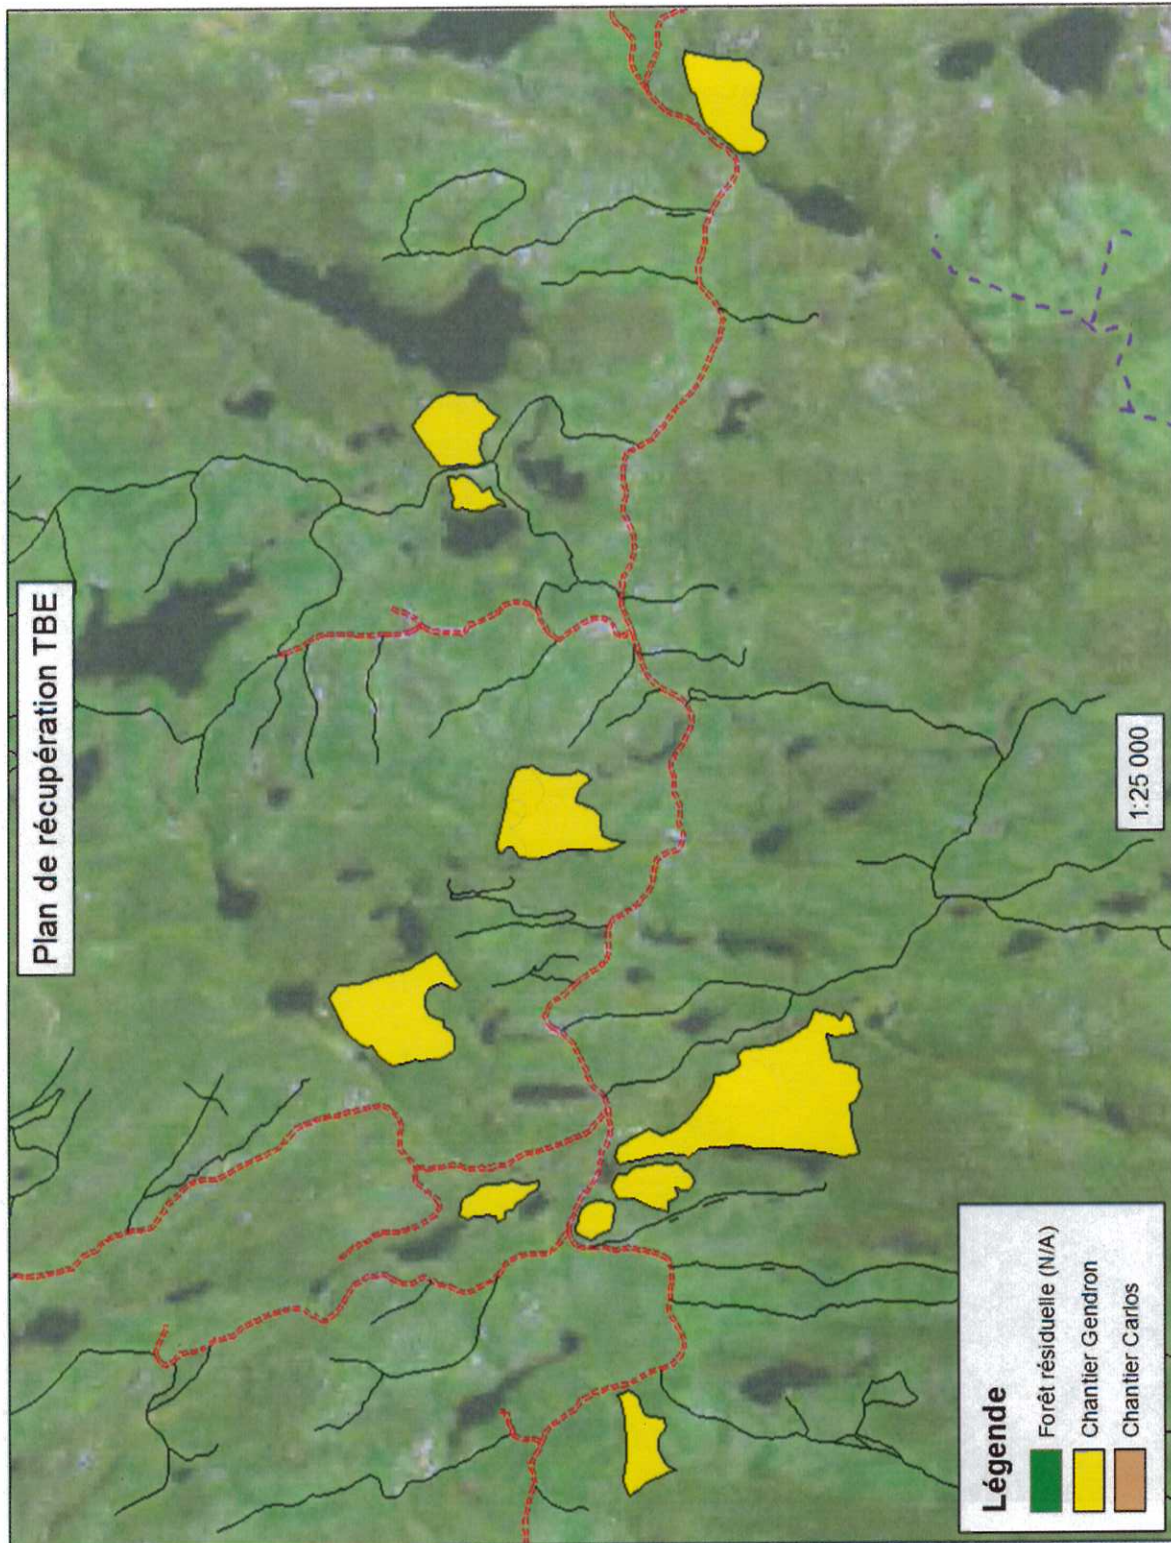 Plan de récupération TBE
1:25 000
Légende
Forêt résiduelle (N/A)
Chantier Gendron
Chantier Carlos